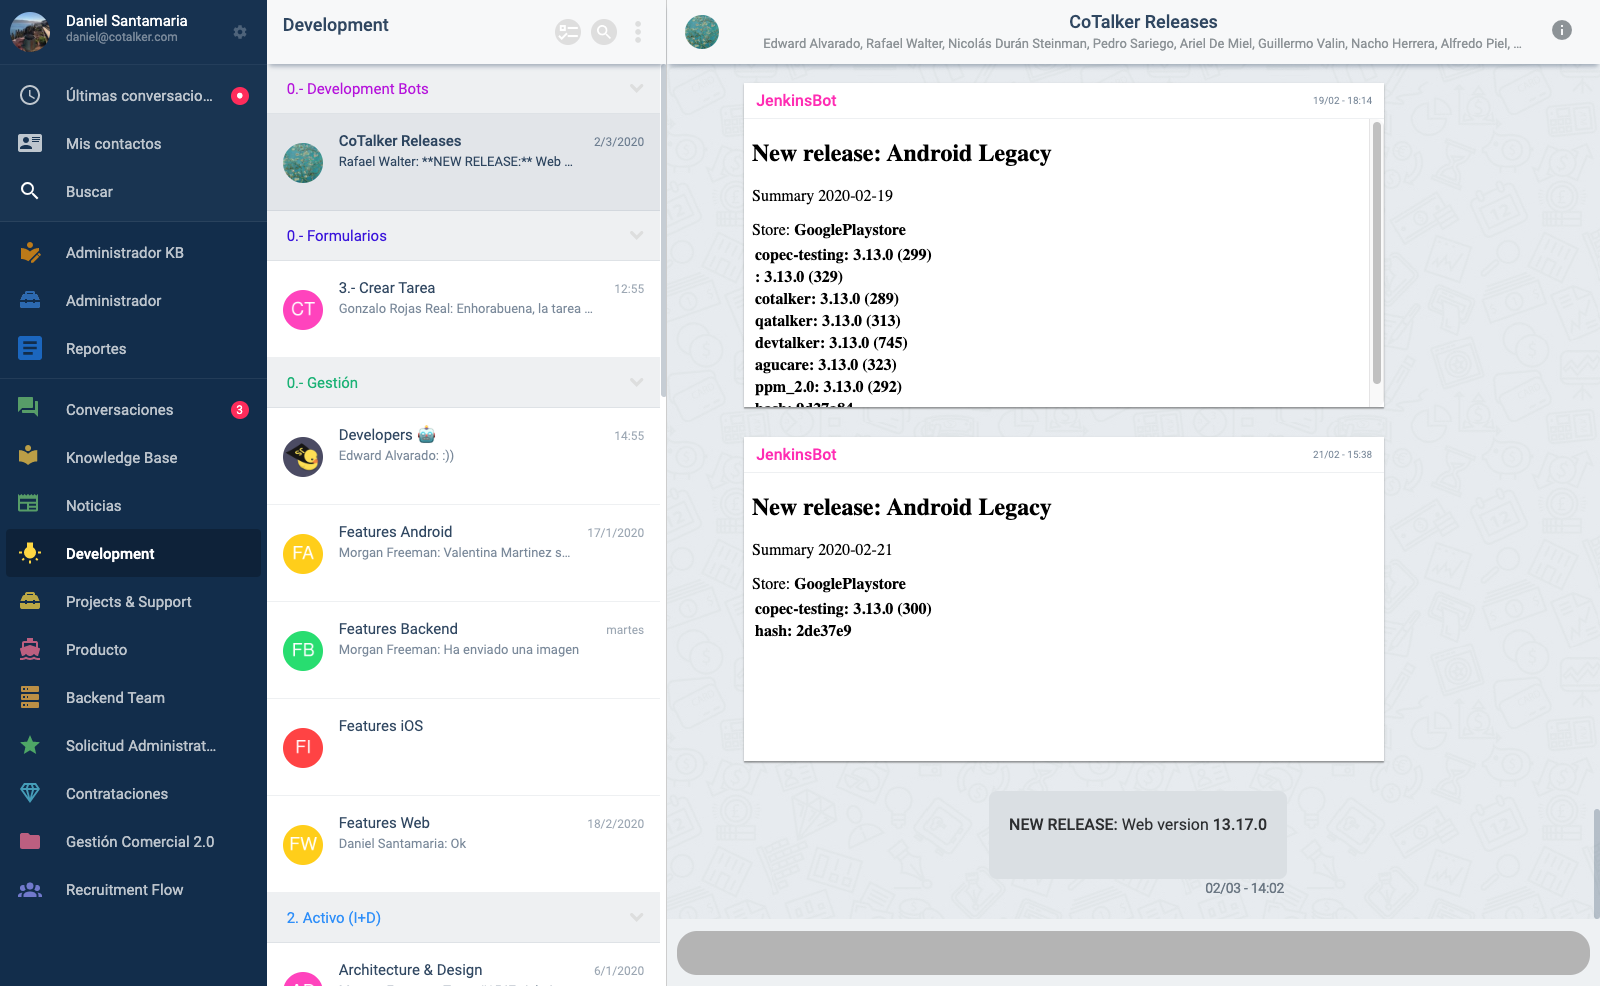 Daniel Santamaria
daniel@cotalker.com
Últimas conversacio...
Mis contactos
Buscar
Administrador KB
Administrador
Reportes
Conversaciones 3
Knowledge Base
Noticias
Development
Projects & Support
Producto
Backend Team
Solicitud Administrat...
Contrataciones
Gestión Comercial 2.0
Recruitment Flow
Development
0.- Development Bots
CoTalker Releases 2/3/2020
Rafael Walter: **NEW RELEASE:** Web ...
0.- Formularios
CT
3.- Crear Tarea 12:55
Gonzalo Rojas Real: Enhorabuena, la tarea ...
0.- Gestión
Developers 14:55
Edward Alvarado: :))
FA
Features Android 17/1/2020
Morgan Freeman: Valentina Martinez s...
FB
Features Backend martes
Morgan Freeman: Ha enviado una imagen
FI
Features iOS
FW
Features Web 18/2/2020
Daniel Santamaria: Ok
2. Activo (I+D)
Architecture & Design 6/1/2020
CoTalker Releases
Edward Alvarado, Rafael Walter, Nicolás Durán Steinman, Pedro Sariego, Ariel De Miel, Guillermo Valin, Nacho Herrera, Alfredo Piel, ...
JenkinsBot 19/02 - 18:14
New release: Android Legacy
Summary 2020-02-19
Store: GooglePlaystore
copec-testing: 3.13.0 (299)
: 3.13.0 (329)
cotalker: 3.13.0 (289)
qatalker: 3.13.0 (313)
devtalker: 3.13.0 (745)
agucare: 3.13.0 (323)
ppm_2.0: 3.13.0 (292)
JenkinsBot 21/02 - 15:38
New release: Android Legacy
Summary 2020-02-21
Store: GooglePlaystore
copec-testing: 3.13.0 (300)
hash: 2de37e9
NEW RELEASE: Web version 13.17.0
02/03 - 14:02